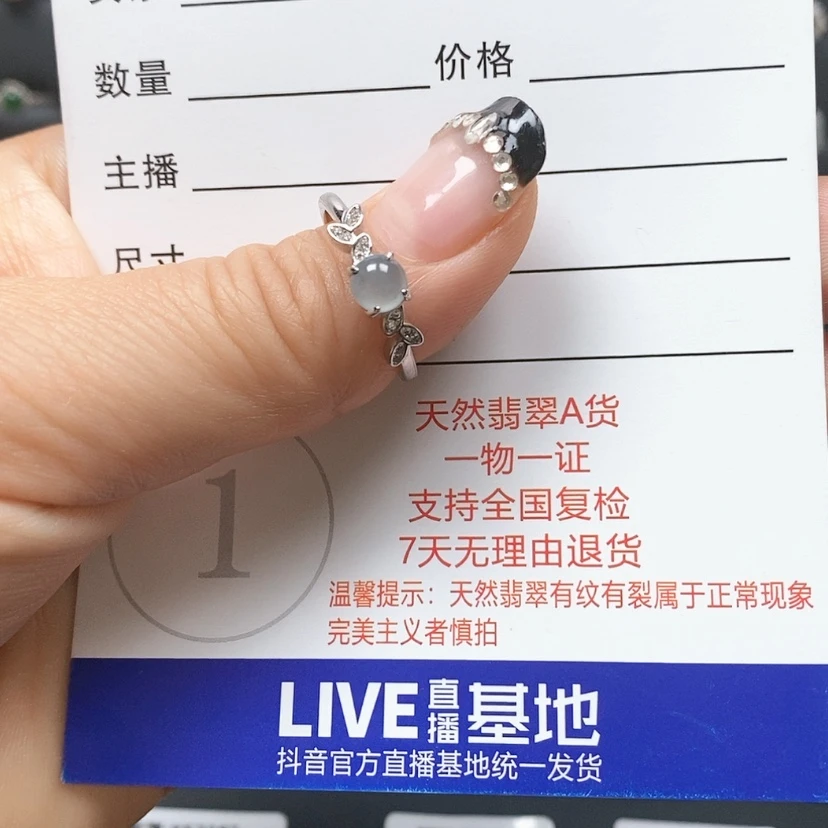 数量 价格
主播
尺寸
1
天然翡翠A货
一物一证
支持全国复检
7天无理由退货
温馨提示：天然翡翠有纹有裂属于正常现象
完美主义者慎拍
LIVE直播基地
抖音官方直播基地统一发货